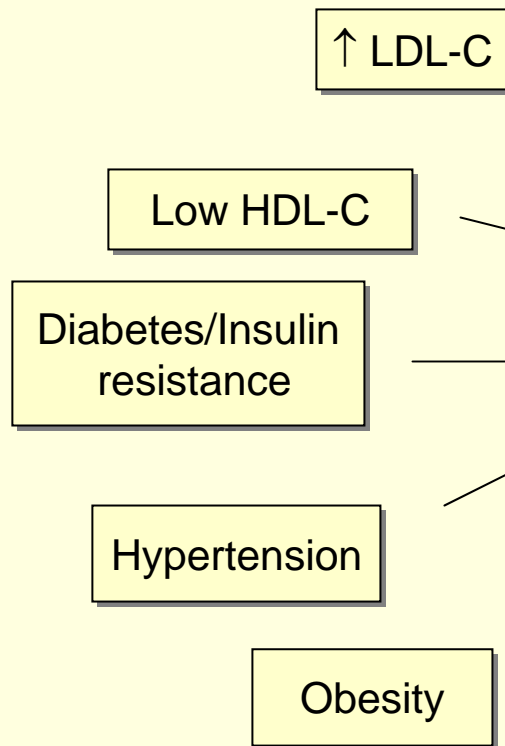 ↑ LDL-C
Low HDL-C
Diabetes/Insulin
resistance
Hypertension
Obesity